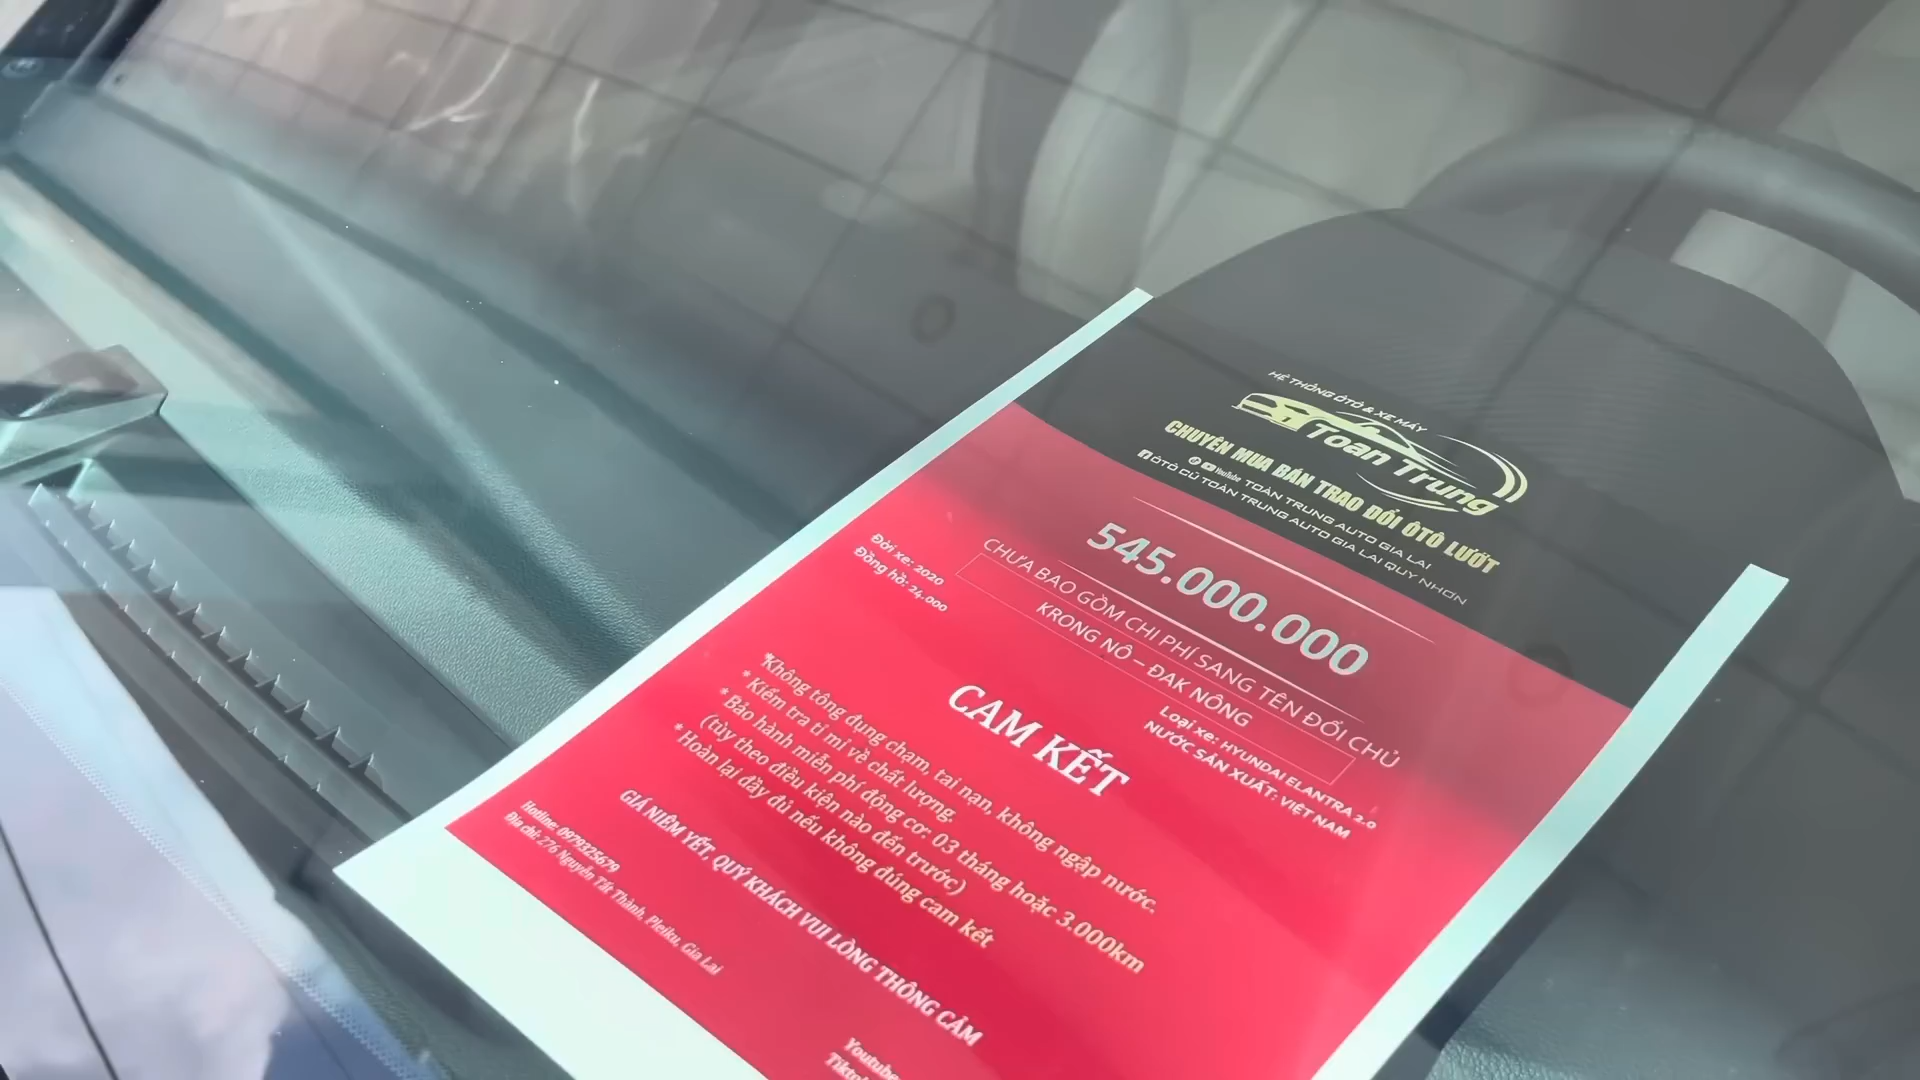 HỆ THỐNG ÔTÔ & XE MÁY
Toàn Trung
CHUYÊN MUA BÁN TRAO ĐỔI ÔTÔ LƯỚT
YouTube TOÀN TRUNG AUTO GIA LAI
ÔTÔ CŨ TOÀN TRUNG AUTO GIA LAI QUY NHƠN
545.000.000
CHƯA BAO GỒM CHI PHÍ SANG TÊN ĐỔI CHỦ
KRONG NÔ – ĐAK NÔNG
Đời xe: 2020
Đồng hồ: 24.000
Loại xe: HYUNDAI ELANTRA 2.0
NƯỚC SẢN XUẤT: VIỆT NAM
CAM KẾT
*Không tông đụng chạm, tai nạn, không ngập nước.
* Kiểm tra tỉ mỉ về chất lượng.
* Bảo hành miễn phí động cơ: 03 tháng hoặc 3.000km
(tùy theo điều kiện nào đến trước)
* Hoàn lại đầy đủ nếu không đúng cam kết
GIÁ NIÊM YẾT, QUÝ KHÁCH VUI LÒNG THÔNG CẢM
Hotline: 0979325679
Địa chỉ: 276 Nguyễn Tất Thành, Pleiku, Gia Lai
Youtube
Tiktok